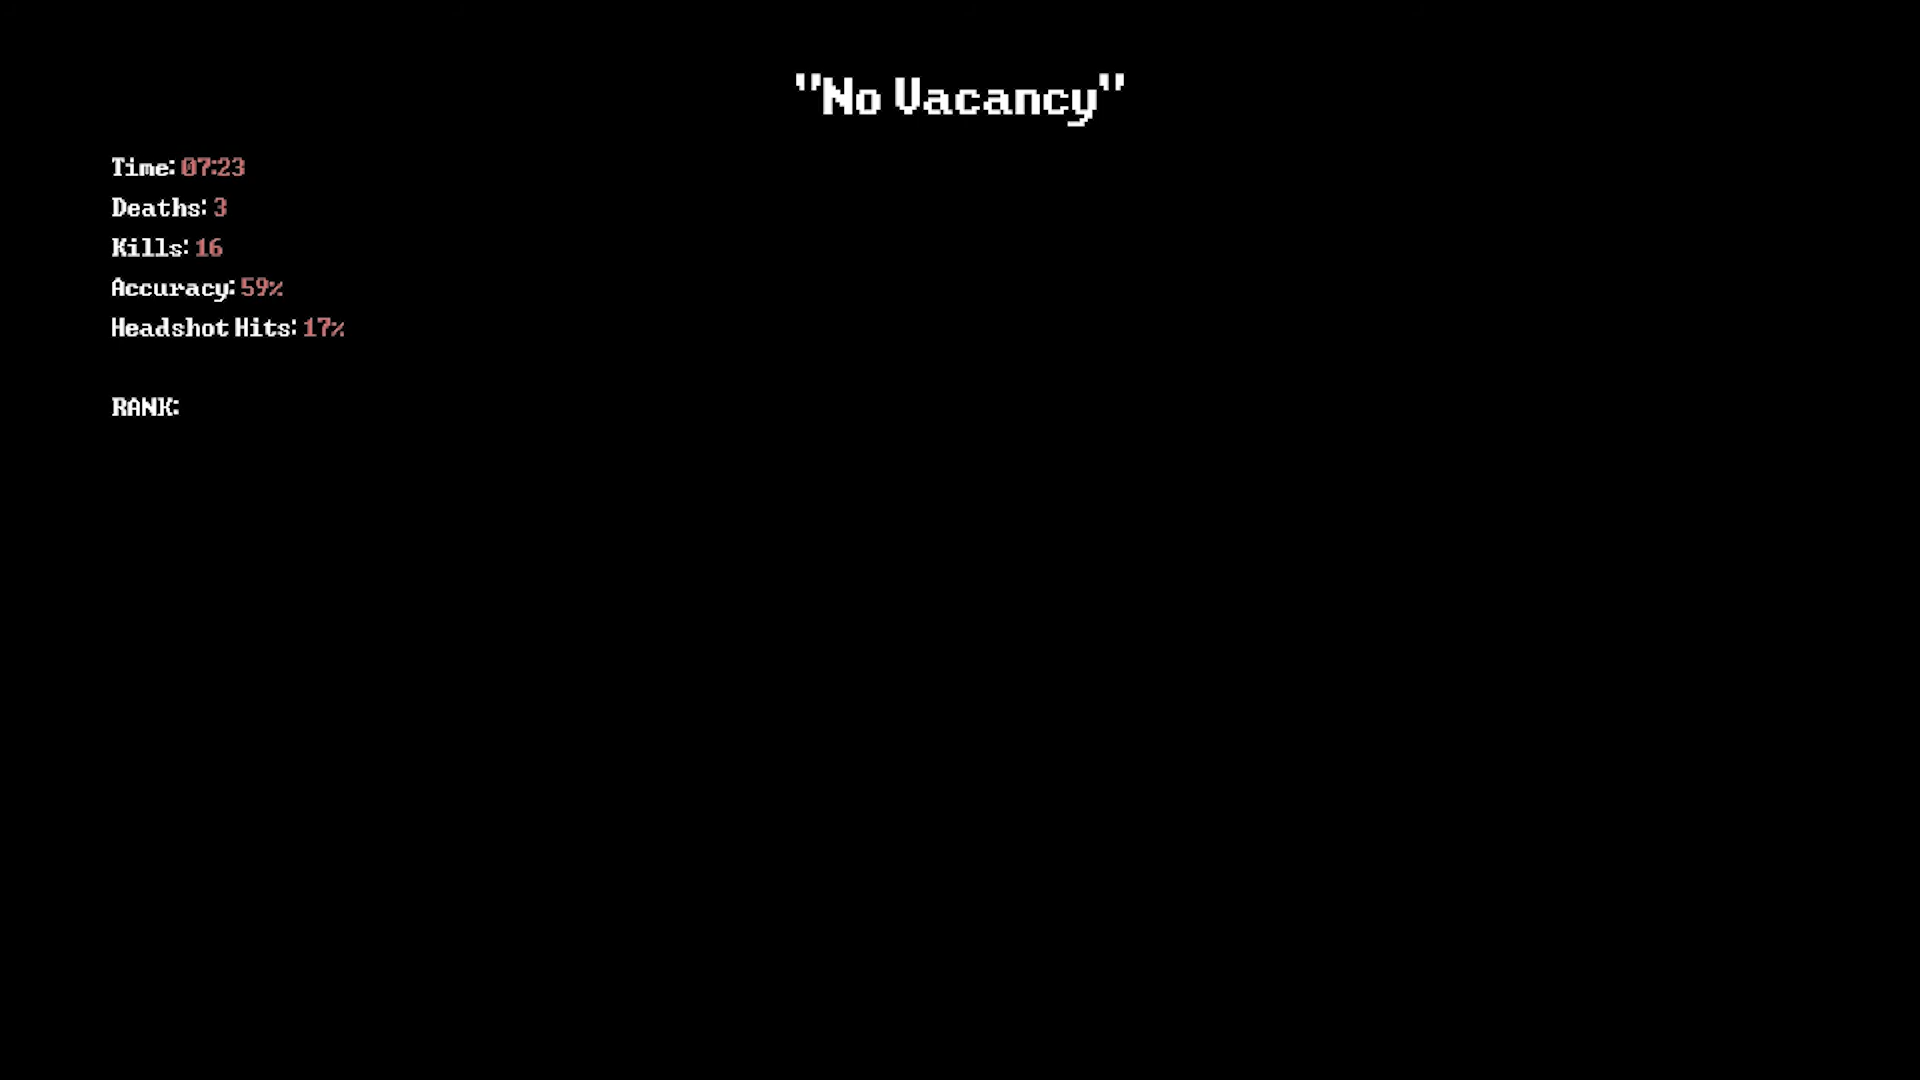 "No Vacancy"
Time: 07:23
Deaths: 3
Kills: 16
Accuracy: 59%
Headshot Hits: 17%
RANK: